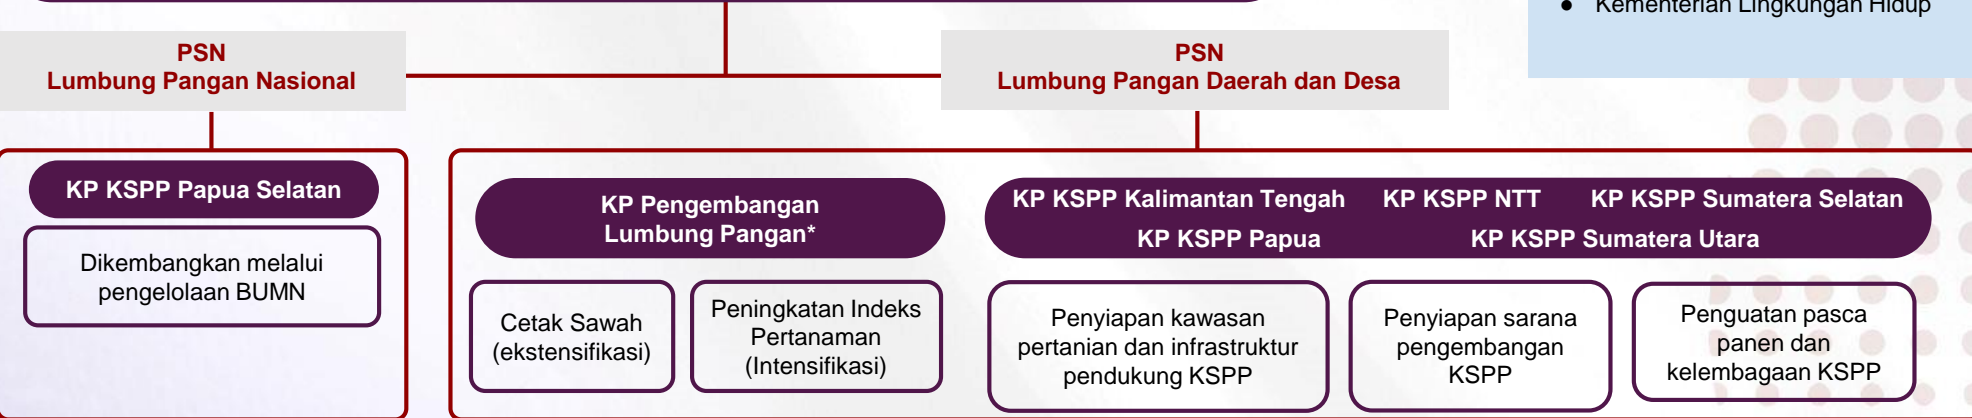 ● Kementerian Lingkungan Hidup
PSN
Lumbung Pangan Nasional
PSN
Lumbung Pangan Daerah dan Desa
KP KSPP Papua Selatan
Dikembangkan melalui
pengelolaan BUMN
KP Pengembangan
Lumbung Pangan*
Cetak Sawah
(ekstensifikasi)
Peningkatan Indeks
Pertanaman
(Intensifikasi)
KP KSPP Kalimantan Tengah KP KSPP NTT KP KSPP Sumatera Selatan
KP KSPP Papua KP KSPP Sumatera Utara
Penyiapan kawasan
pertanian dan infrastruktur
pendukung KSPP
Penyiapan sarana
pengembangan
KSPP
Penguatan pasca
panen dan
kelembagaan KSPP